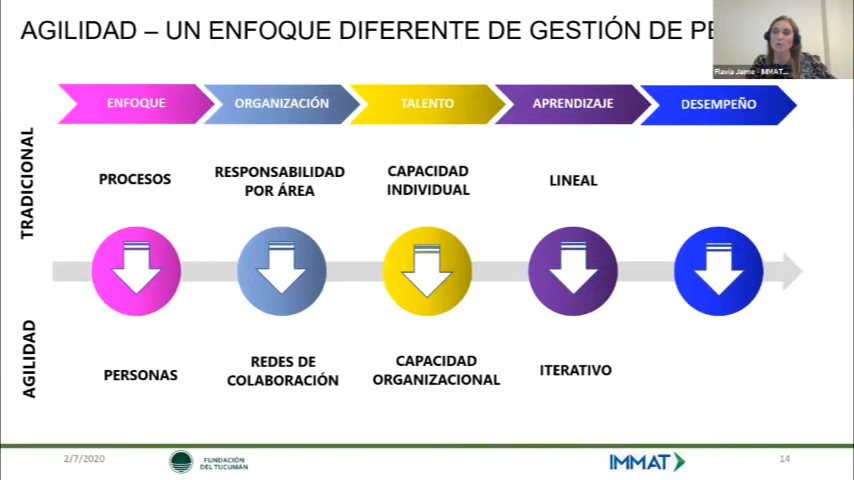 AGILIDAD – UN ENFOQUE DIFERENTE DE GESTIÓN DE
Flavia Jaime - IMMAT...
ENFOQUE
ORGANIZACIÓN
TALENTO
APRENDIZAJE
DESEMPEÑO
TRADICIONAL
PROCESOS
RESPONSABILIDAD
POR ÁREA
CAPACIDAD
INDIVIDUAL
LINEAL
AGILIDAD
PERSONAS
REDES DE
COLABORACIÓN
CAPACIDAD
ORGANIZACIONAL
ITERATIVO
2/7/2020
FUNDACIÓN
DEL TUCUMÁN
IMMAT
14